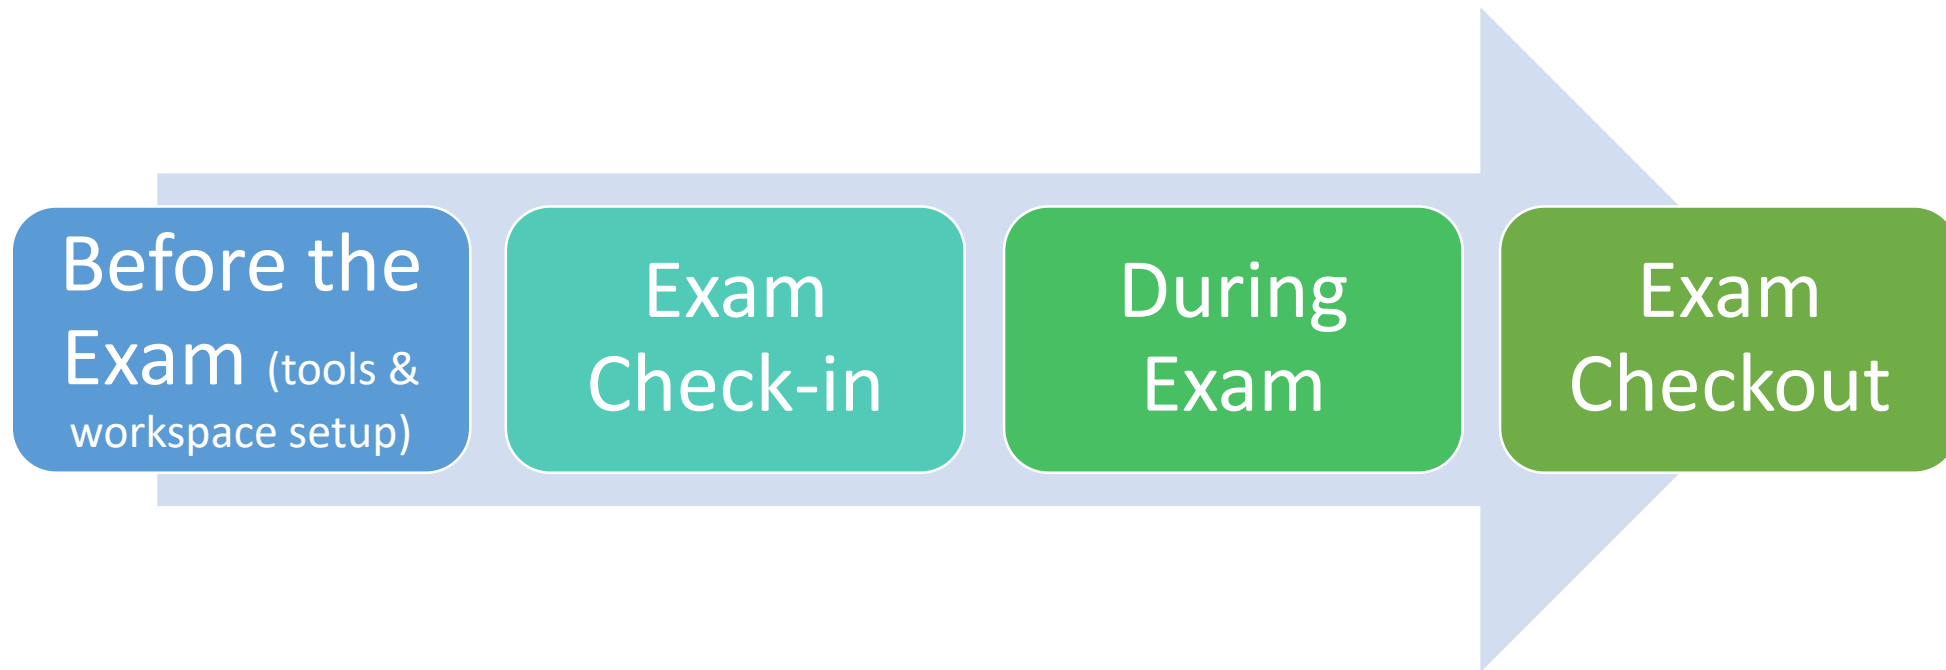 Before the
Exam (tools &
workspace setup)
Exam
Check-in
During
Exam
Exam
Checkout